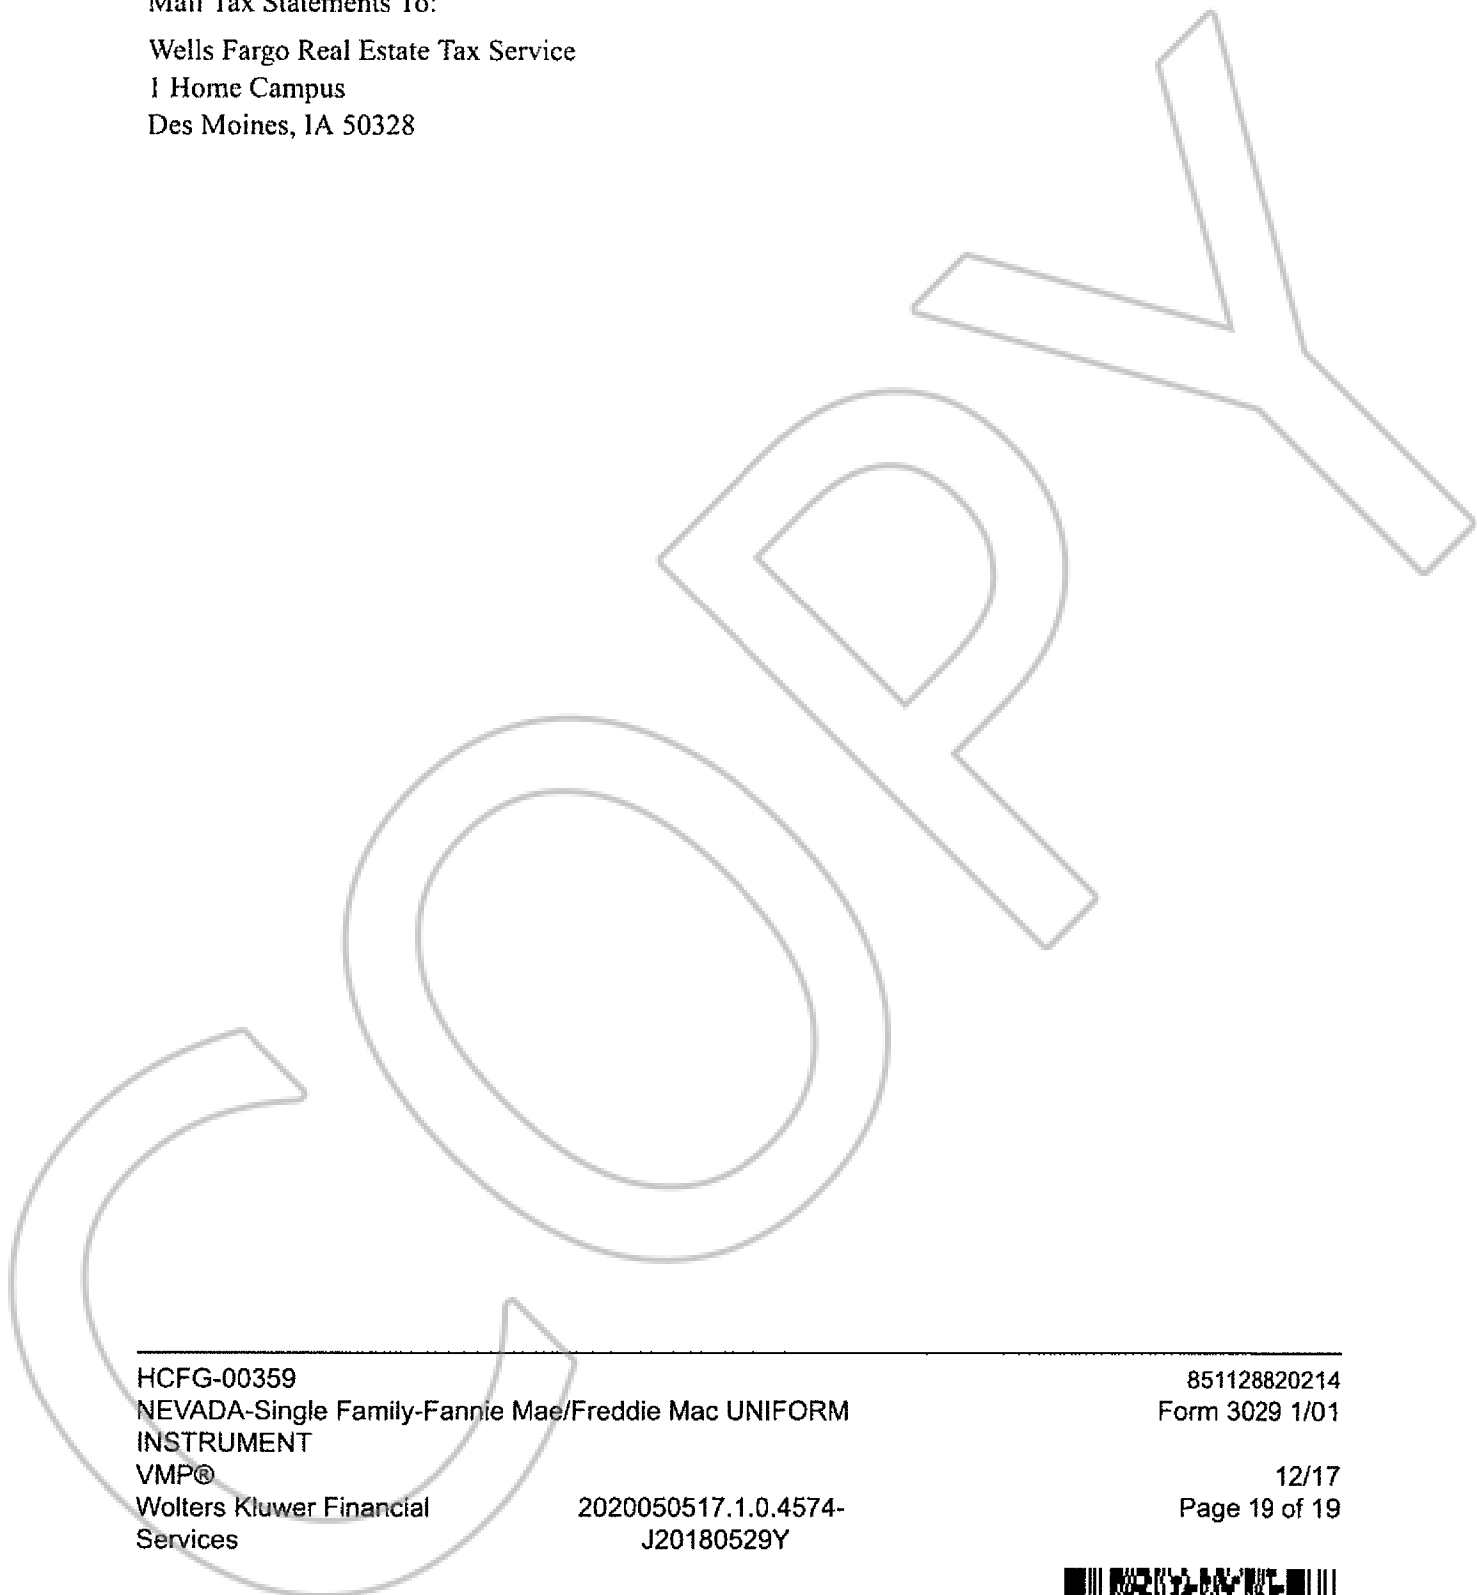 Mail Tax Statements To:
Wells Fargo Real Estate Tax Service
1 Home Campus
Des Moines, IA 50328
COPY
HCFG-00359
851128820214
NEVADA-Single Family-Fannie Mae/Freddie Mac UNIFORM
Form 3029 1/01
INSTRUMENT
VMP®
12/17
Wolters Kluwer Financial
2020050517.1.0.4574-
Page 19 of 19
Services
J20180529Y